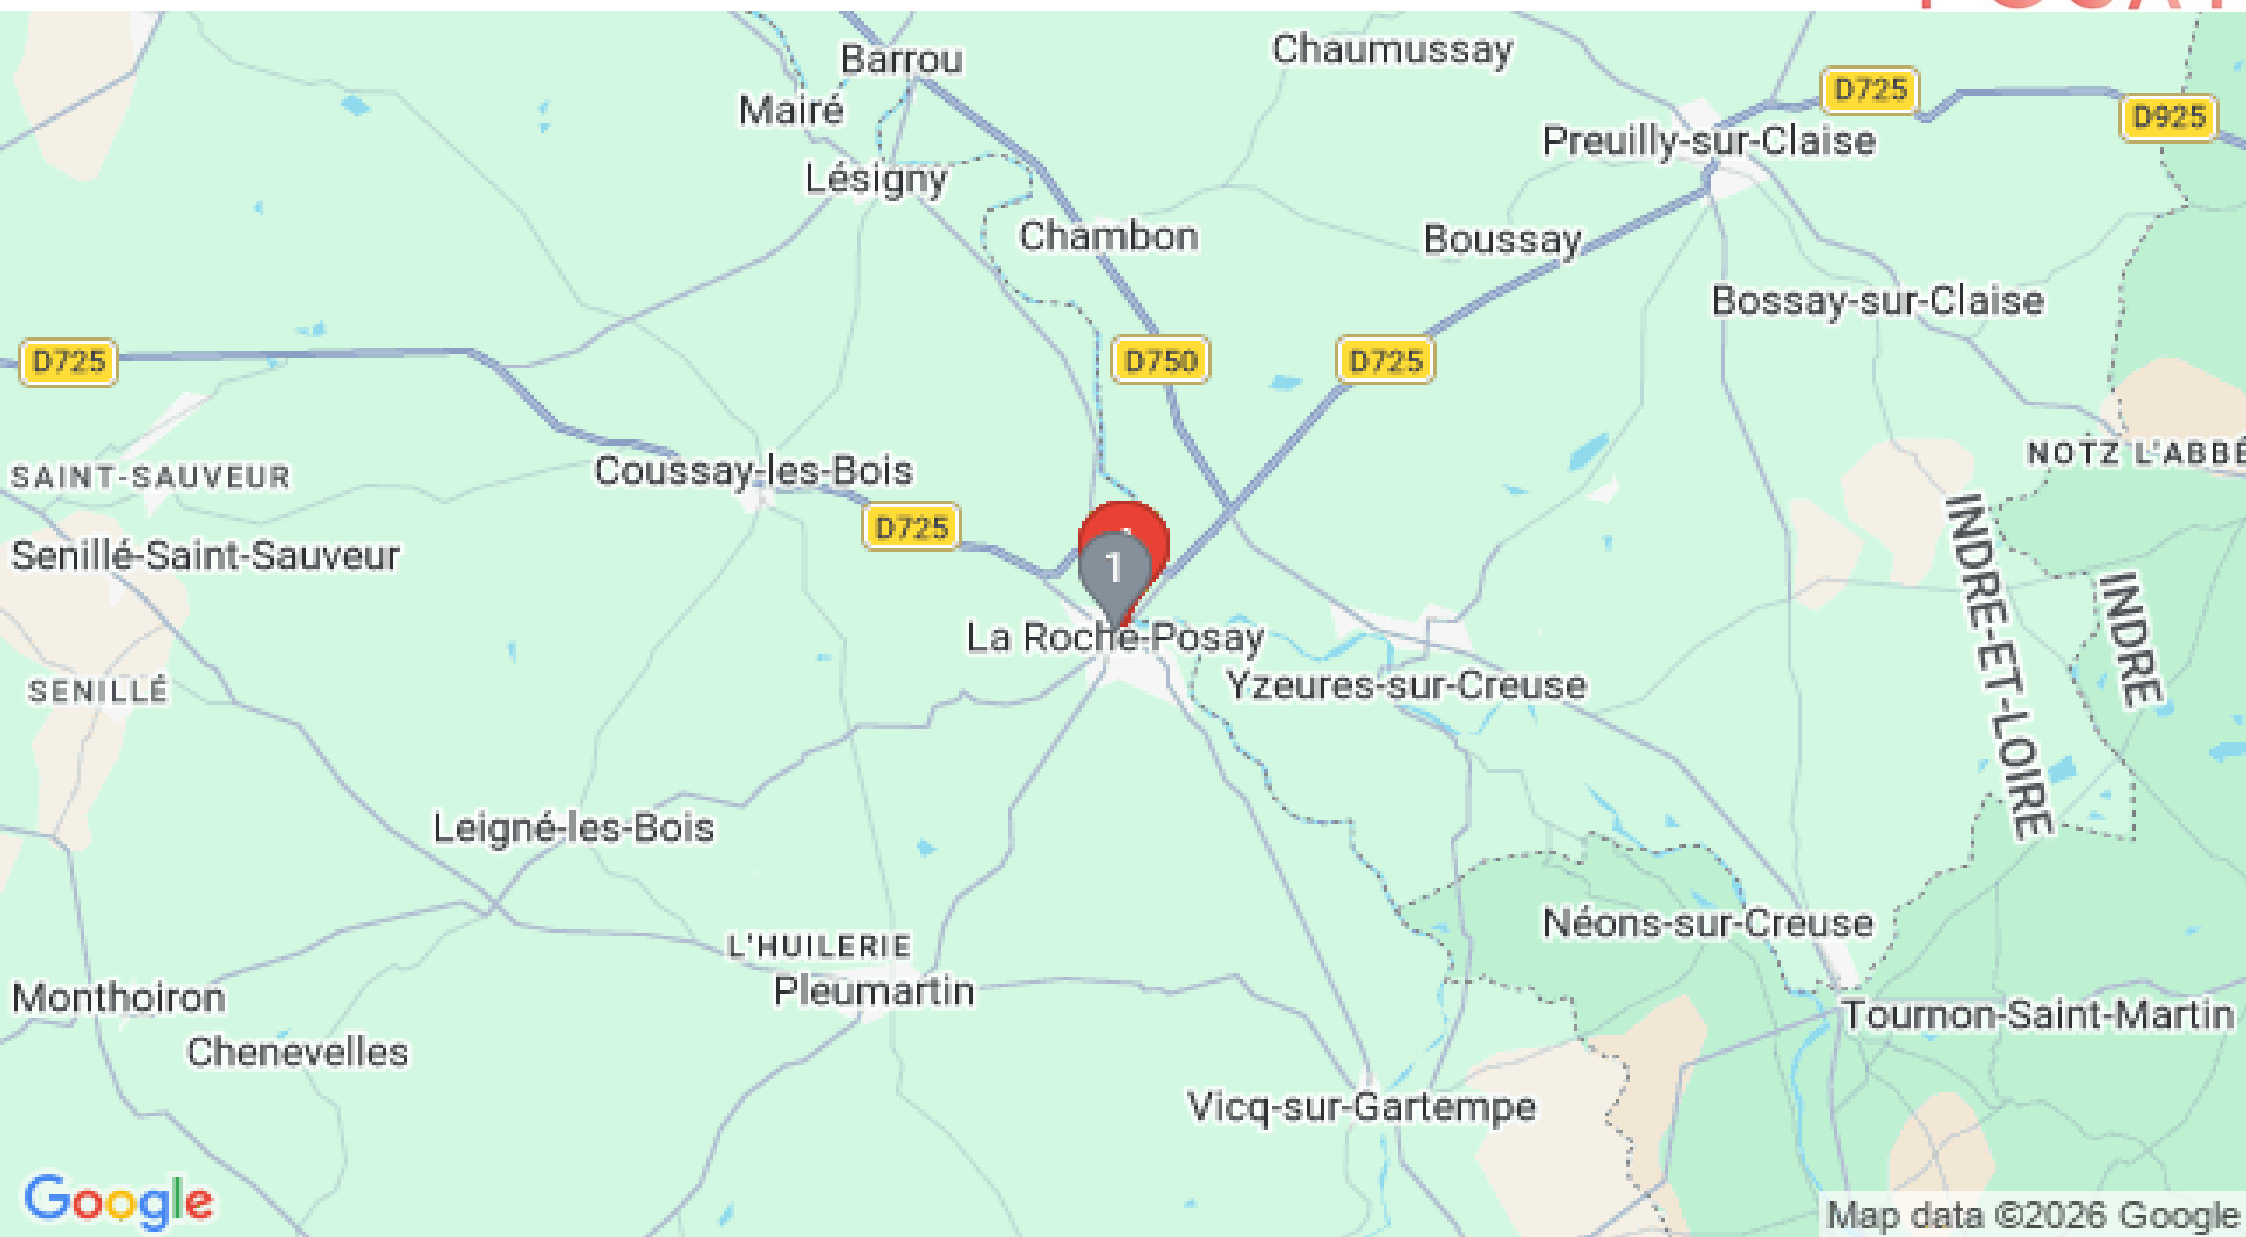 Barrou
Chaumussay
D725
Mairé
D925
Preuilly-sur-Claise
Lésigny
Chambon
Boussay
Bossay-sur-Claise
D725
D750
D725
NOTZ L'ABBÉ
Coussay-les-Bois
SAINT-SAUVEUR
D725
Senillé-Saint-Sauveur
1
INDRE-ET-LOIRE
INDRE
La Roche-Posay
Yzeures-sur-Creuse
SENILLÉ
Leigné-les-Bois
Néons-sur-Creuse
L'HUILERIE
Pleumartin
Monthoiron
Tournon-Saint-Martin
Chenevelles
Vicq-sur-Gartempe
Google
Map data ©2026 Google